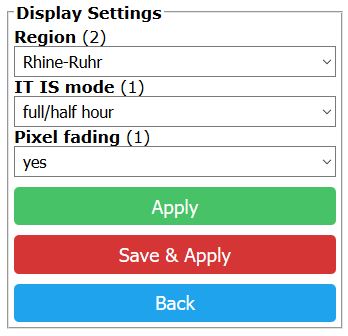 Display Settings
Region (2)
Rhine-Ruhr
IT IS mode (1)
full/half hour
Pixel fading (1)
yes
Apply
Save & Apply
Back